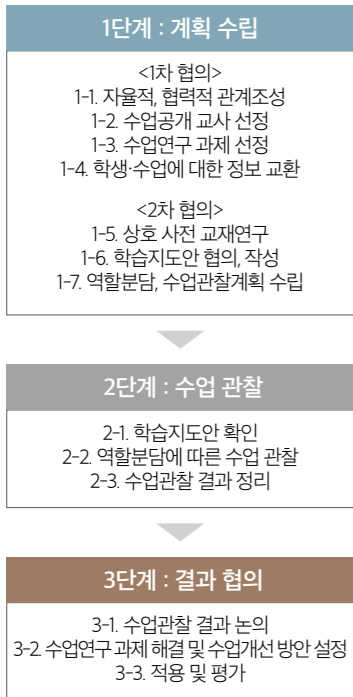 1단계 : 계획 수립
<1차 협의>
1-1. 자율적, 협력적 관계조성
1-2. 수업공개 교사 선정
1-3. 수업연구 과제 선정
1-4. 학생·수업에 대한 정보 교환
<2차 협의>
1-5. 상호 사전 교재연구
1-6. 학습지도안 협의, 작성
1-7. 역할분담, 수업관찰계획 수립
2단계 : 수업 관찰
2-1. 학습지도안 확인
2-2. 역할분담에 따른 수업 관찰
2-3. 수업관찰 결과 정리
3단계 : 결과 협의
3-1. 수업관찰 결과 논의
3-2. 수업연구 과제 해결 및 수업개선 방안 설정
3-3. 적용 및 평가